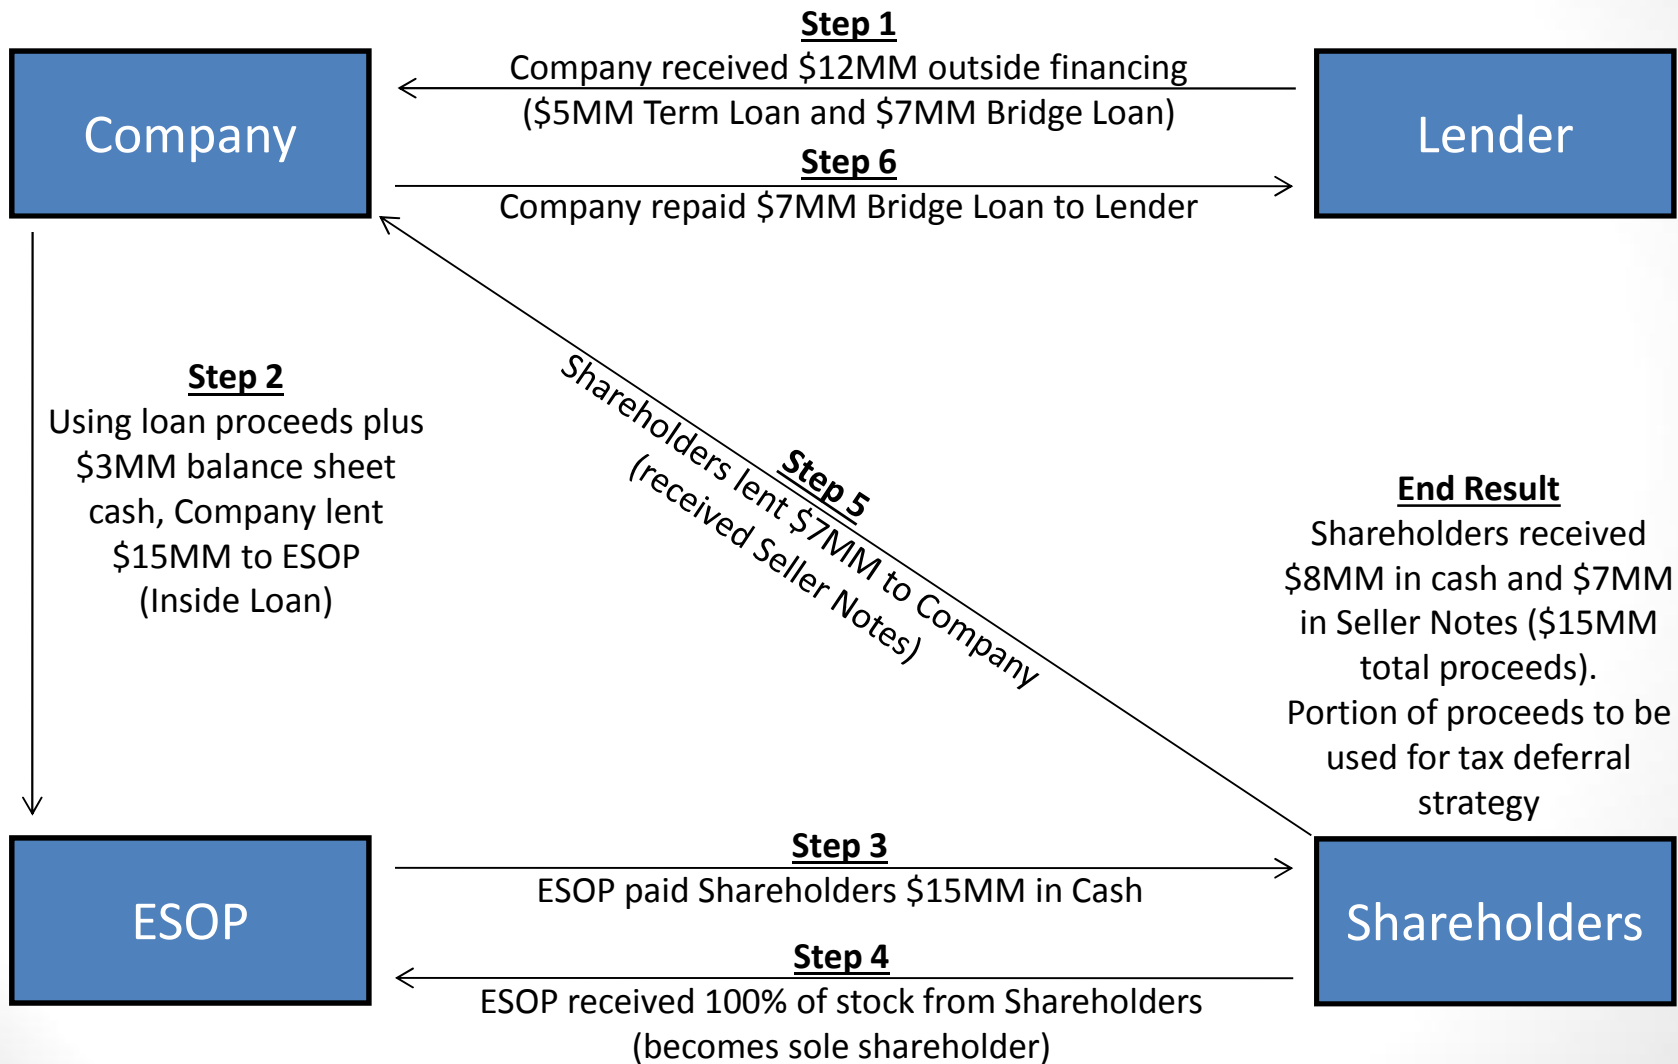 Step 1
Company received $12MM outside financing
($5MM Term Loan and $7MM Bridge Loan)
Company
Lender
Step 6
Company repaid $7MM Bridge Loan to Lender
Step 2
Using loan proceeds plus
$3MM balance sheet
cash, Company lent
$15MM to ESOP
(Inside Loan)
Step 5
Shareholders lent $7MM to Company
(received Seller Notes)
End Result
Shareholders received
$8MM in cash and $7MM
in Seller Notes ($15MM
total proceeds).
Portion of proceeds to be
used for tax deferral
strategy
Step 3
ESOP paid Shareholders $15MM in Cash
ESOP
Shareholders
Step 4
ESOP received 100% of stock from Shareholders
(becomes sole shareholder)